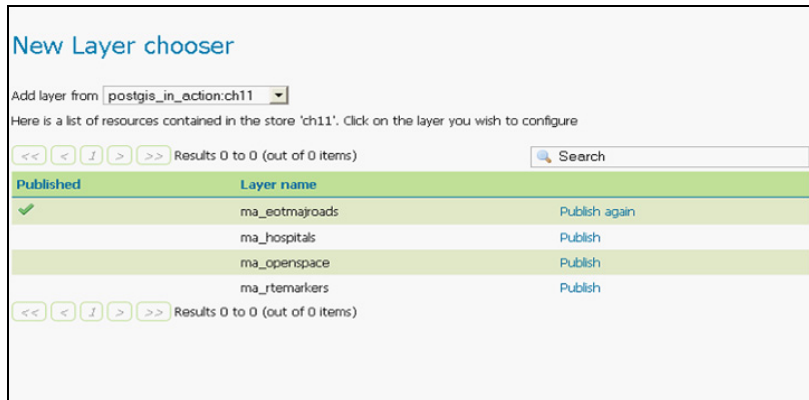 New Layer chooser
Add layer from postgis_in_action:ch11
Here is a list of resources contained in the store 'ch11'. Click on the layer you wish to configure
<< < 1 > >> Results 0 to 0 (out of 0 items) Search
Published Layer name
ma_eotmajroads Publish again
ma_hospitals Publish
ma_openspace Publish
ma_rtemarkers Publish
<< < 1 > >> Results 0 to 0 (out of 0 items)